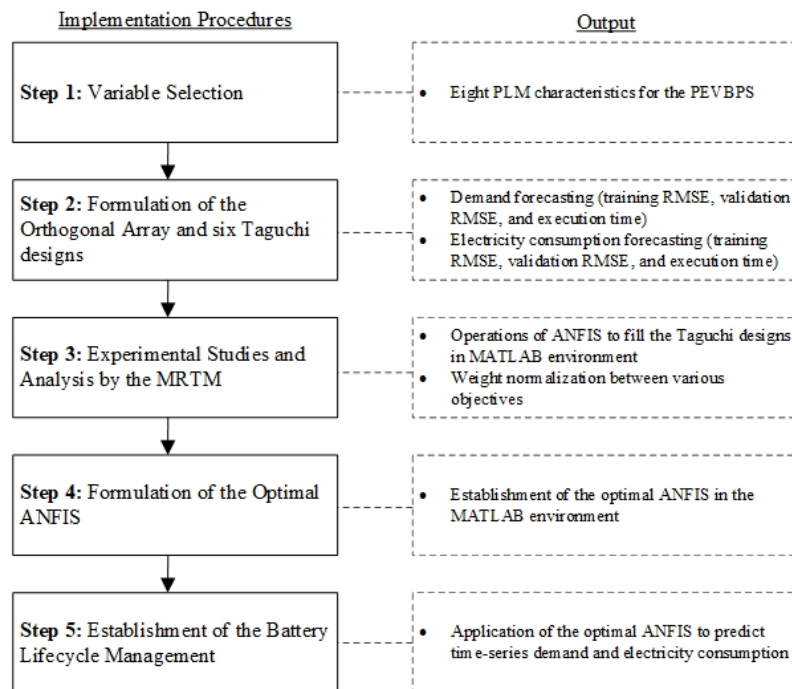 Implementation Procedures
Output
Step 1: Variable Selection
• Eight PLM characteristics for the PEVBPS
Step 2: Formulation of the
Orthogonal Array and six Taguchi
designs
• Demand forecasting (training RMSE, validation
RMSE, and execution time)
• Electricity consumption forecasting (training
RMSE, validation RMSE, and execution time)
Step 3: Experimental Studies and
Analysis by the MRTM
• Operations of ANFIS to fill the Taguchi designs
in MATLAB environment
• Weight normalization between various
objectives
Step 4: Formulation of the Optimal
ANFIS
• Establishment of the optimal ANFIS in the
MATLAB environment
Step 5: Establishment of the Battery
Lifecycle Management
• Application of the optimal ANFIS to predict
time-series demand and electricity consumption